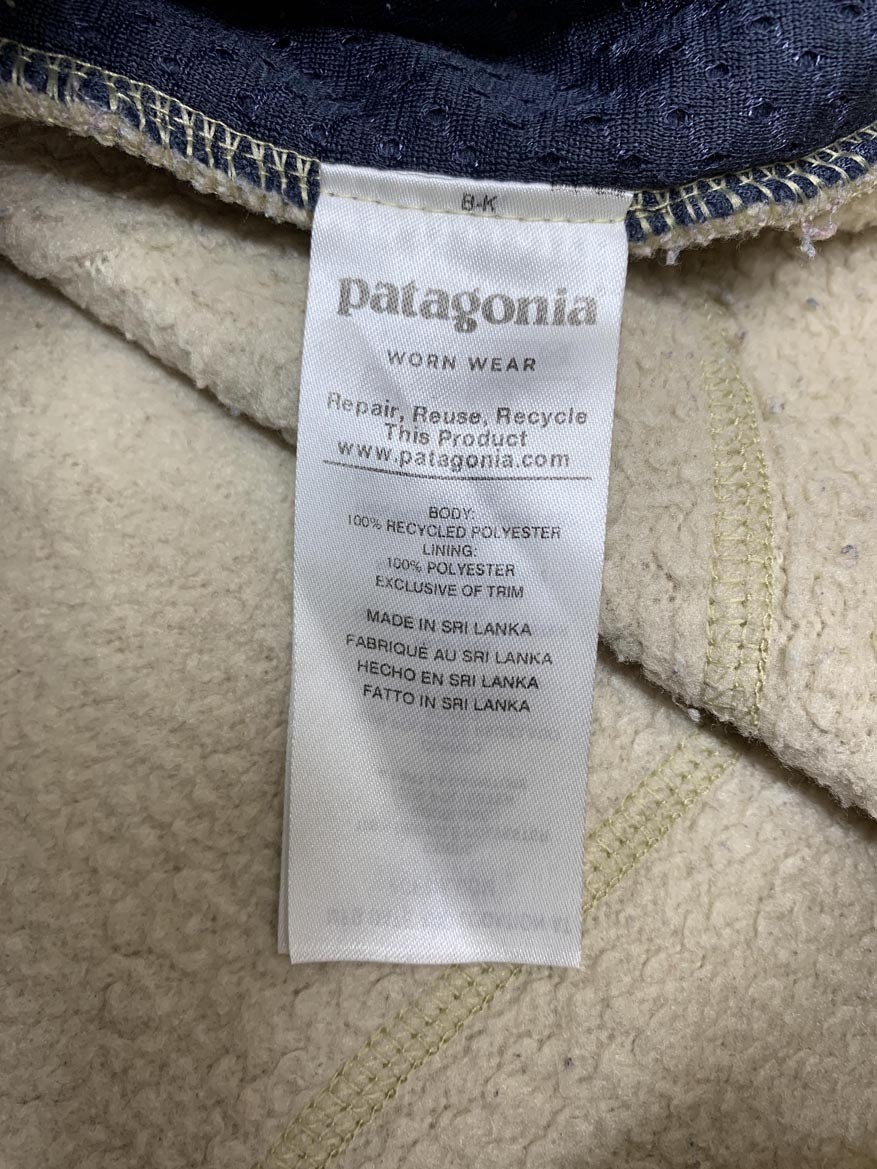 B-K
patagonia
WORN WEAR
Repair, Reuse, Recycle
This Product
www.patagonia.com
BODY:
100% RECYCLED POLYESTER
LINING:
100% POLYESTER
EXCLUSIVE OF TRIM
MADE IN SRI LANKA
FABRIQUÉ AU SRI LANKA
HECHO EN SRI LANKA
FATTO IN SRI LANKA